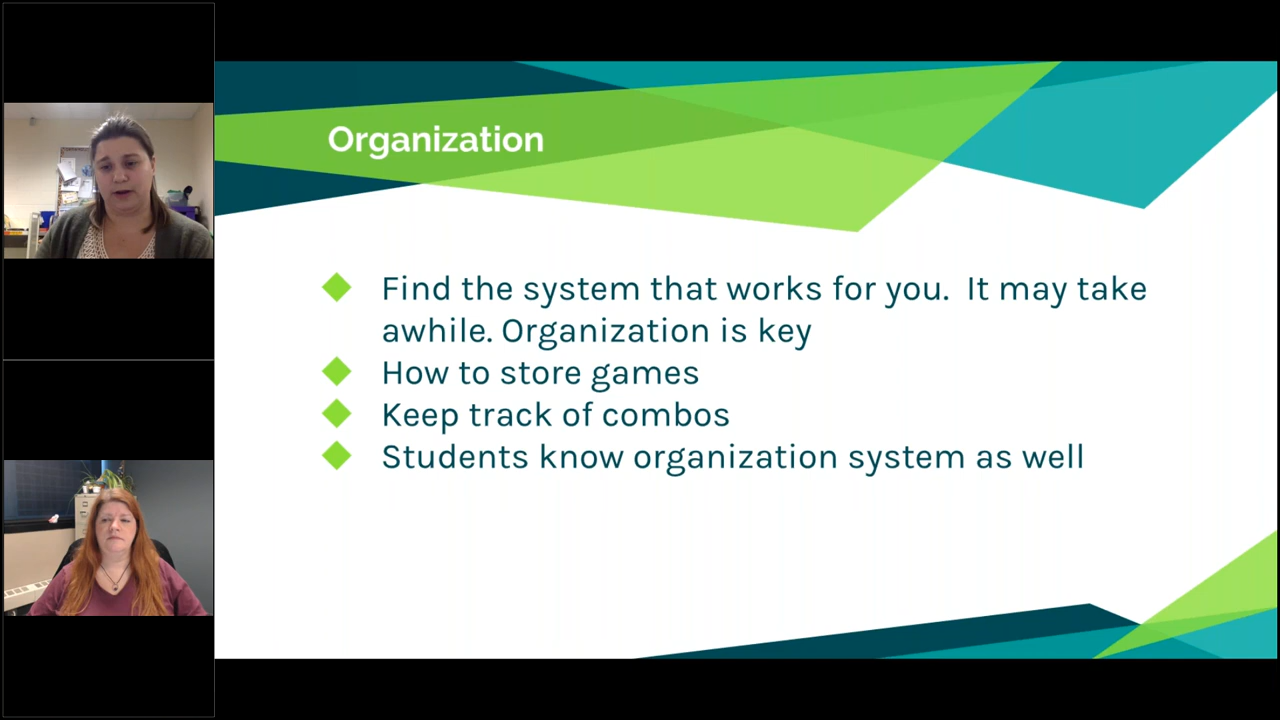 Organization
Find the system that works for you.  It may take
awhile. Organization is key
How to store games
Keep track of combos
Students know organization system as well